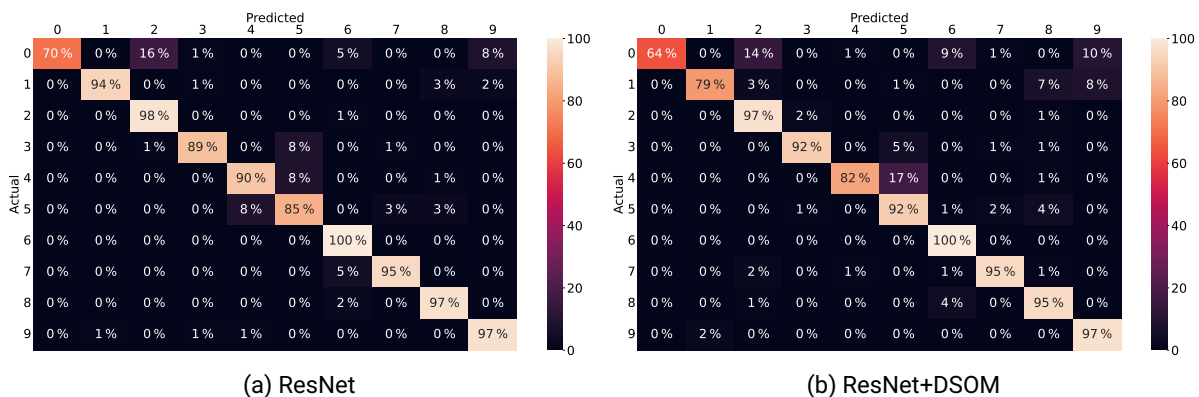 Predicted
0 1 2 3 4 5 6 7 8 9
Actual
0 70 % 0 % 16 % 1 % 0 % 0 % 5 % 0 % 0 % 8 %
1 0 % 94 % 0 % 1 % 0 % 0 % 0 % 0 % 3 % 2 %
2 0 % 0 % 98 % 0 % 0 % 0 % 1 % 0 % 0 % 0 %
3 0 % 0 % 1 % 89 % 0 % 8 % 0 % 1 % 0 % 0 %
4 0 % 0 % 0 % 0 % 90 % 8 % 0 % 0 % 1 % 0 %
5 0 % 0 % 0 % 0 % 8 % 85 % 0 % 3 % 3 % 0 %
6 0 % 0 % 0 % 0 % 0 % 0 % 100 % 0 % 0 % 0 %
7 0 % 0 % 0 % 0 % 0 % 0 % 5 % 95 % 0 % 0 %
8 0 % 0 % 0 % 0 % 0 % 0 % 2 % 0 % 97 % 0 %
9 0 % 1 % 0 % 1 % 1 % 0 % 0 % 0 % 0 % 97 %
100
80
60
40
20
0
(a) ResNet
Predicted
0 1 2 3 4 5 6 7 8 9
Actual
0 64 % 0 % 14 % 0 % 1 % 0 % 9 % 1 % 0 % 10 %
1 0 % 79 % 3 % 0 % 0 % 1 % 0 % 0 % 7 % 8 %
2 0 % 0 % 97 % 2 % 0 % 0 % 0 % 0 % 0 % 0 %
3 0 % 0 % 0 % 92 % 0 % 5 % 0 % 1 % 1 % 0 %
4 0 % 0 % 0 % 0 % 82 % 17 % 0 % 0 % 1 % 0 %
5 0 % 0 % 0 % 1 % 0 % 92 % 1 % 2 % 4 % 0 %
6 0 % 0 % 0 % 0 % 0 % 0 % 100 % 0 % 0 % 0 %
7 0 % 0 % 2 % 0 % 1 % 0 % 1 % 95 % 1 % 0 %
8 0 % 0 % 1 % 0 % 0 % 0 % 4 % 0 % 95 % 0 %
9 0 % 2 % 0 % 0 % 0 % 0 % 0 % 0 % 0 % 97 %
100
80
60
40
20
0
(b) ResNet+DSOM